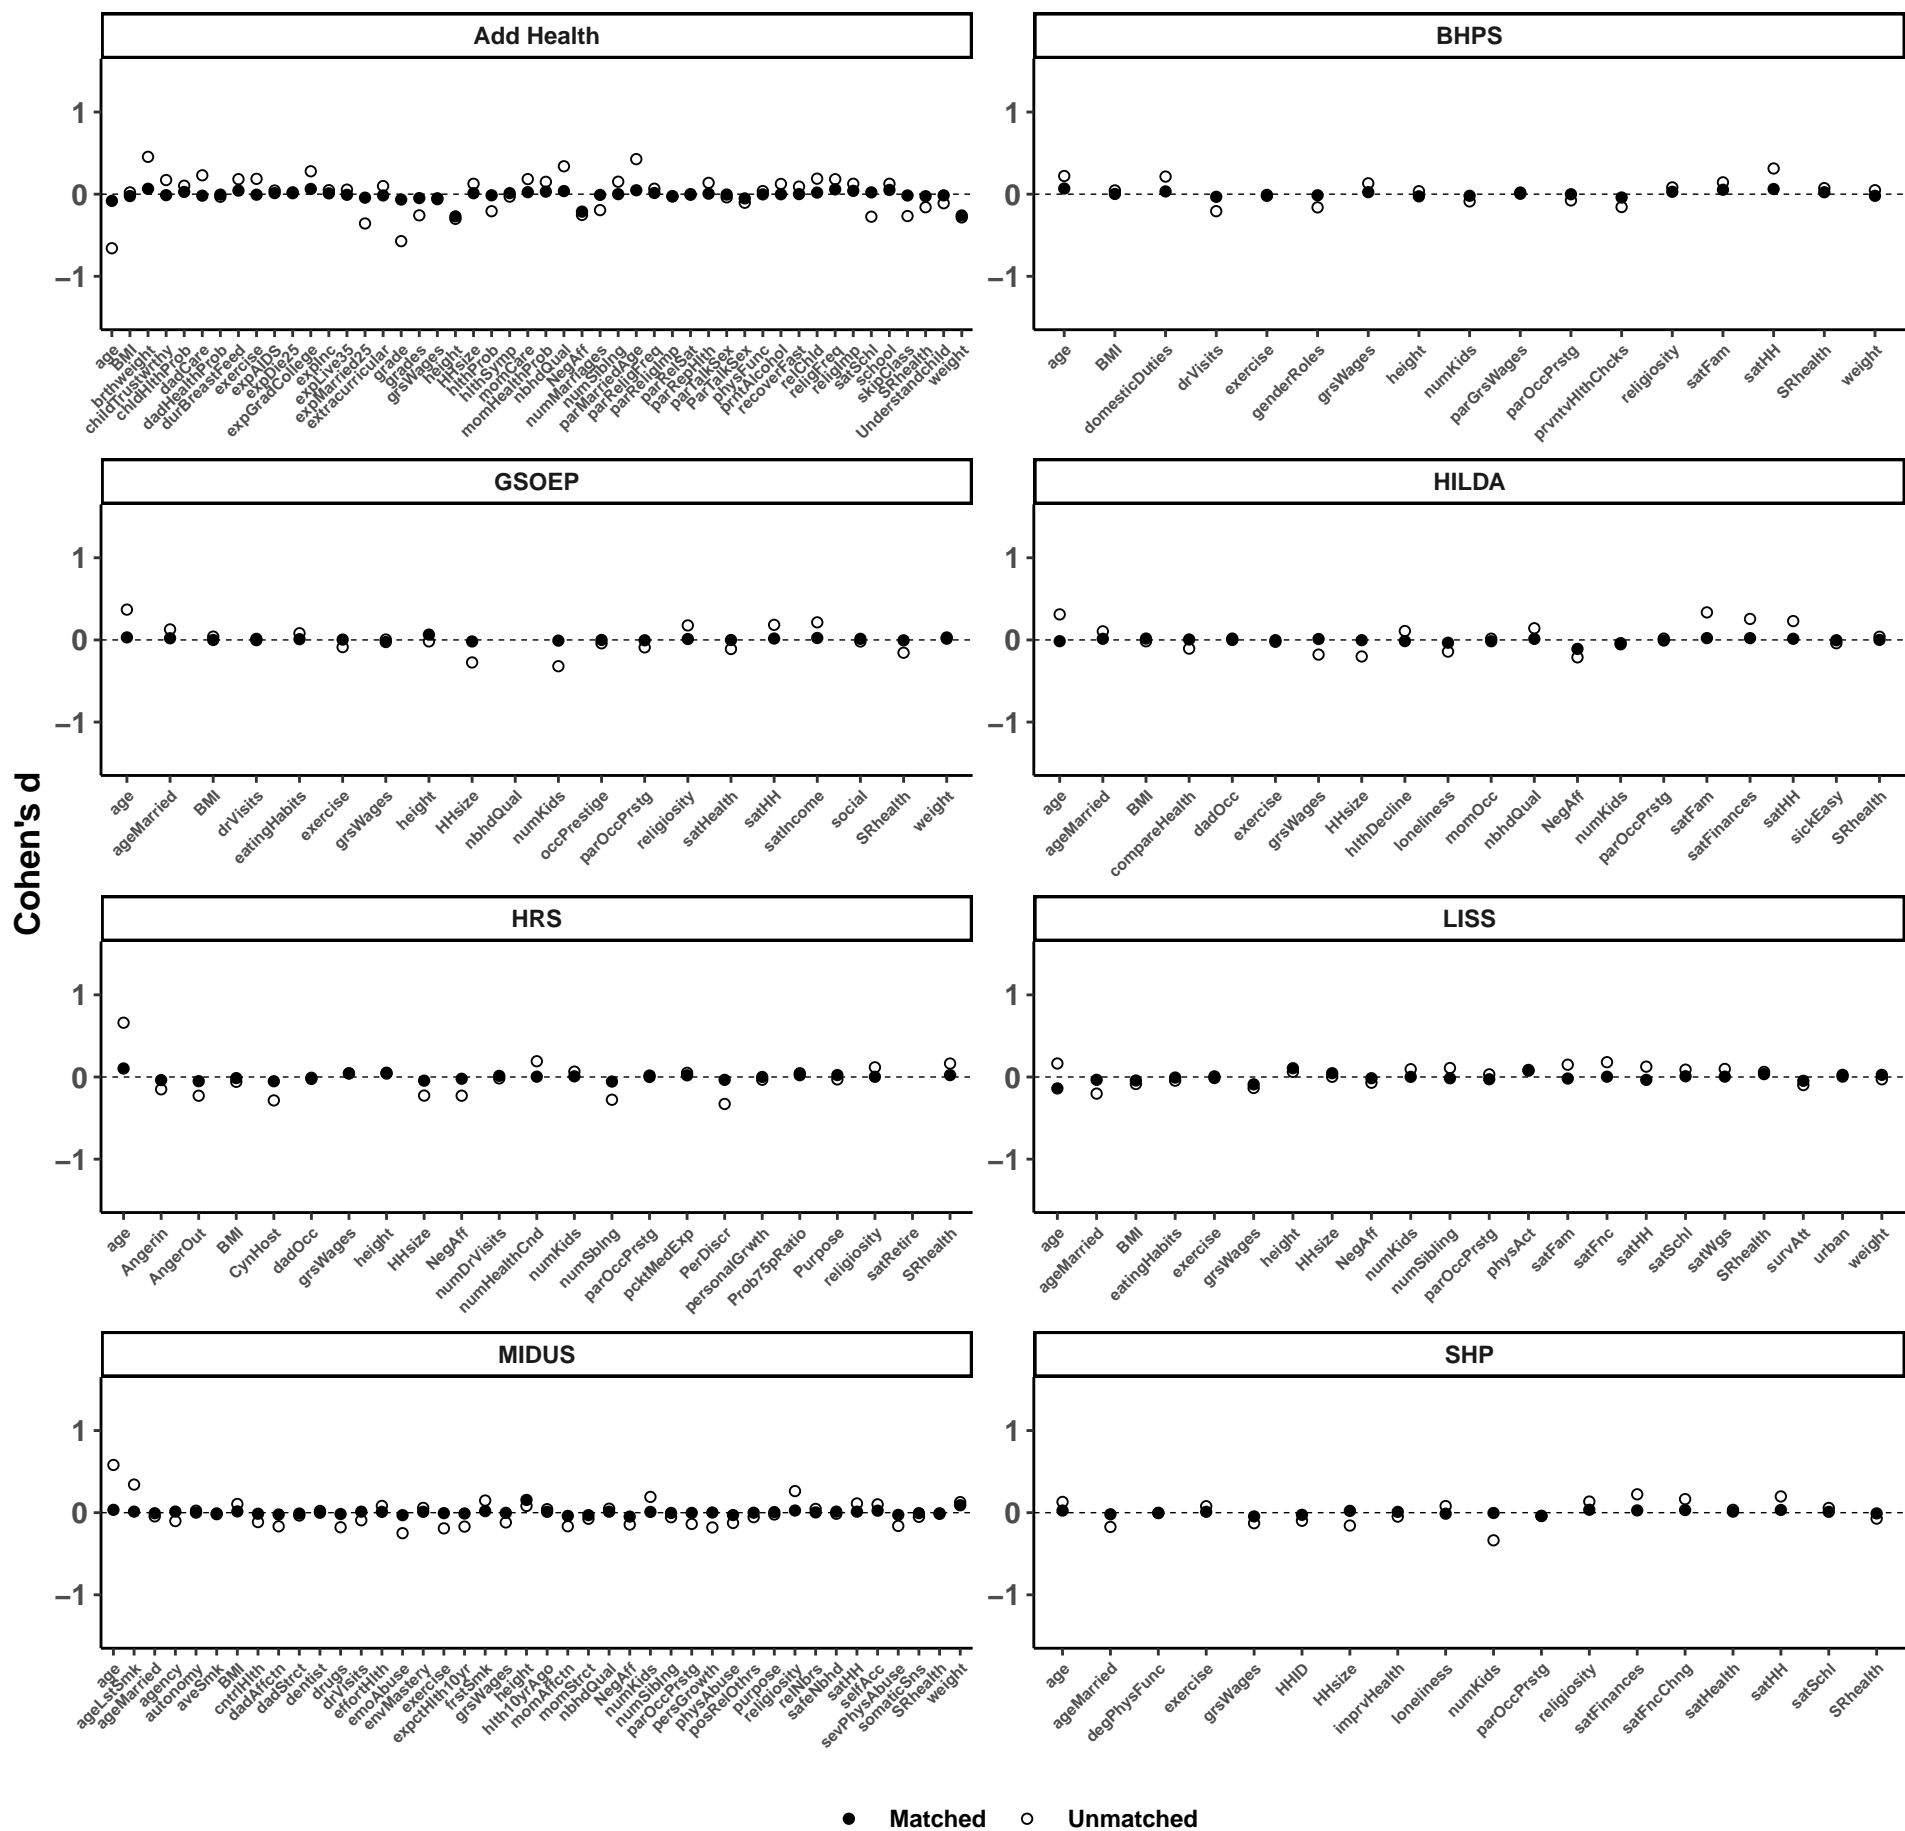 Cohen's d
Add Health
1
0
−1
age
BMI
brthweight
childTrustwrthy
chldHlthProb
dadCare
dadHealthProb
durBreastFeed
exercise
expAIDS
expDie25
expGradCollege
expInc
expLive35
expMarried25
extracurricular
grade
grades
grsWages
height
HHsize
hlthProb
hlthSymp
momCare
momHealthProb
nbhdQual
NegAff
numMarriages
numSibling
parMarriedAge
parReligFreq
parReligImp
parRelSat
parRepHlth
parTalkSex
ParTalkSex
physFunc
prntAlcohol
recoverFast
relChld
religFreq
religImp
satSchl
school
skipClass
SRhealth
Understandchild
weight
BHPS
1
0
−1
age
BMI
domesticDuties
drVisits
exercise
genderRoles
grsWages
height
numKids
parGrsWages
parOccPrstg
prvntvHlthChcks
religiosity
satFam
satHH
SRhealth
weight
GSOEP
1
0
−1
age
ageMarried
BMI
drVisits
eatingHabits
exercise
grsWages
height
HHsize
nbhdQual
numKids
occPrestige
parOccPrstg
religiosity
satHealth
satHH
satIncome
social
SRhealth
weight
HILDA
1
0
−1
age
ageMarried
BMI
compareHealth
dadOcc
exercise
grsWages
HHsize
hlthDecline
loneliness
momOcc
nbhdQual
NegAff
numKids
parOccPrstg
satFam
satFinances
satHH
sickEasy
SRhealth
HRS
1
0
−1
age
Angerin
AngerOut
BMI
CynHost
dadOcc
grsWages
height
HHsize
NegAff
numDrVisits
numHealthCnd
numKids
numSblng
parOccPrstg
pcktMedExp
PerDiscr
personalGrwth
Prob75pRatio
Purpose
religiosity
satRetire
SRhealth
LISS
1
0
−1
age
ageMarried
BMI
eatingHabits
exercise
grsWages
height
HHsize
NegAff
numKids
numSibling
parOccPrstg
physAct
satFam
satFnc
satHH
satSchl
satWgs
SRhealth
survAtt
urban
weight
MIDUS
1
0
−1
age
ageLstSmk
ageMarried
agency
autonomy
aveSmk
BMI
cntrlHlth
dadAffctn
dadStrct
dentist
drugs
drVisits
effortHlth
emoAbuse
envMastery
exercise
expctHlth10yr
frstSmk
grsWages
height
hlth10yrAgo
momAffctn
momStrct
nbhdQual
NegAff
numKids
numSiblng
parOccPrstg
persGrowth
physAbuse
posRelOthrs
purpose
religiosity
relNbrs
safeNbhd
satHH
selfAcc
sevPhysAbuse
somaticSns
SRhealth
weight
SHP
1
0
−1
age
ageMarried
degPhysFunc
exercise
grsWages
HHID
HHsize
imprvHealth
loneliness
numKids
parOccPrstg
religiosity
satFinances
satFncChng
satHealth
satHH
satSchl
SRhealth
Matched
Unmatched